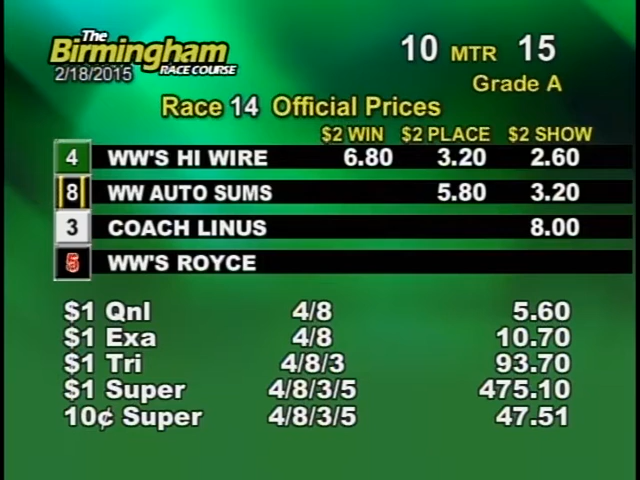 The
Birmingham
RACE COURSE
2/18/2015
10 MTR 15
Grade A
Race 14 Official Prices
$2 WIN $2 PLACE $2 SHOW
4 WW'S HI WIRE 6.80 3.20 2.60
8 WW AUTO SUMS 5.80 3.20
3 COACH LINUS 8.00
5 WW'S ROYCE
$1 Qnl 4/8 5.60
$1 Exa 4/8 10.70
$1 Tri 4/8/3 93.70
$1 Super 4/8/3/5 475.10
10¢ Super 4/8/3/5 47.51